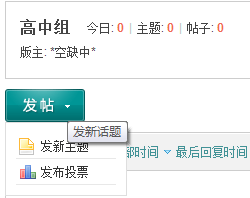 高中组 今日: 0 | 主题: 0 | 帖子: 0
版主: *空缺中*
发帖
发新话题
发新主题
部时间 最后回复时间
发布投票